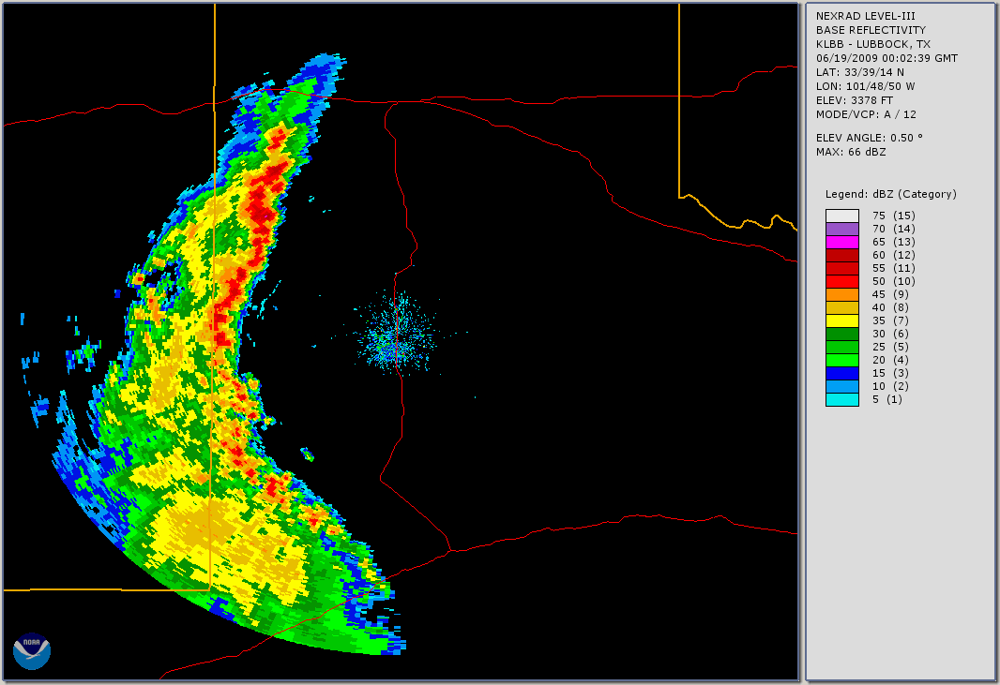 NEXRAD LEVEL-III
BASE REFLECTIVITY
KLBB - LUBBOCK, TX
06/19/2009 00:02:39 GMT
LAT: 33/39/14 N
LON: 101/48/50 W
ELEV: 3378 FT
MODE/VCP: A / 12
ELEV ANGLE: 0.50 °
MAX: 66 dBZ
Legend: dBZ (Category)
75 (15)
70 (14)
65 (13)
60 (12)
55 (11)
50 (10)
45 (9)
40 (8)
35 (7)
30 (6)
25 (5)
20 (4)
15 (3)
10 (2)
5 (1)
NOAA